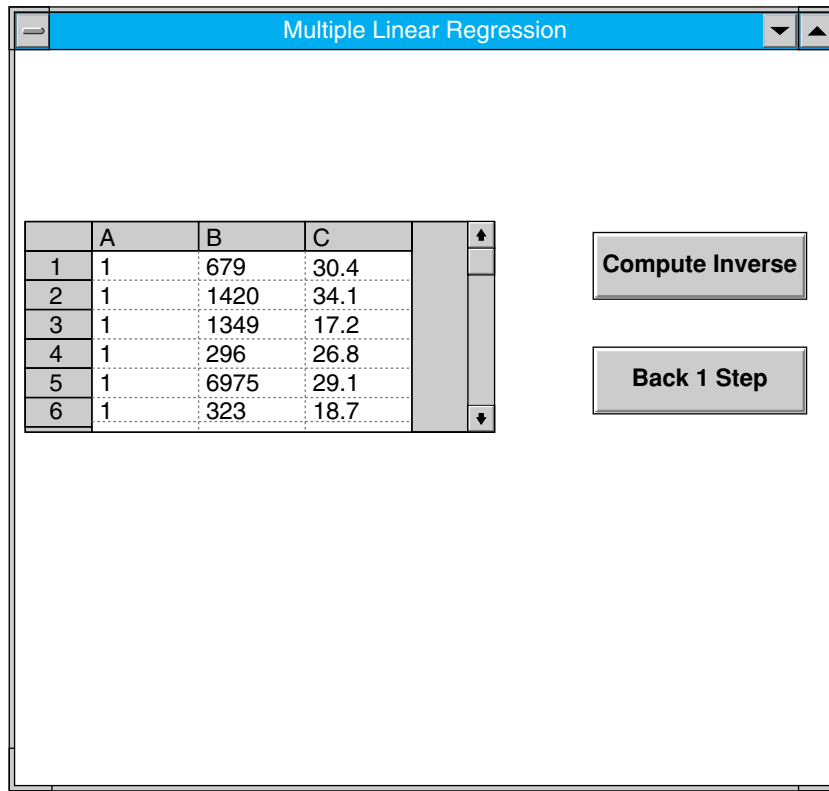 Multiple Linear Regression
A B C
1 1 679 30.4
2 1 1420 34.1
3 1 1349 17.2
4 1 296 26.8
5 1 6975 29.1
6 1 323 18.7
Compute Inverse
Back 1 Step